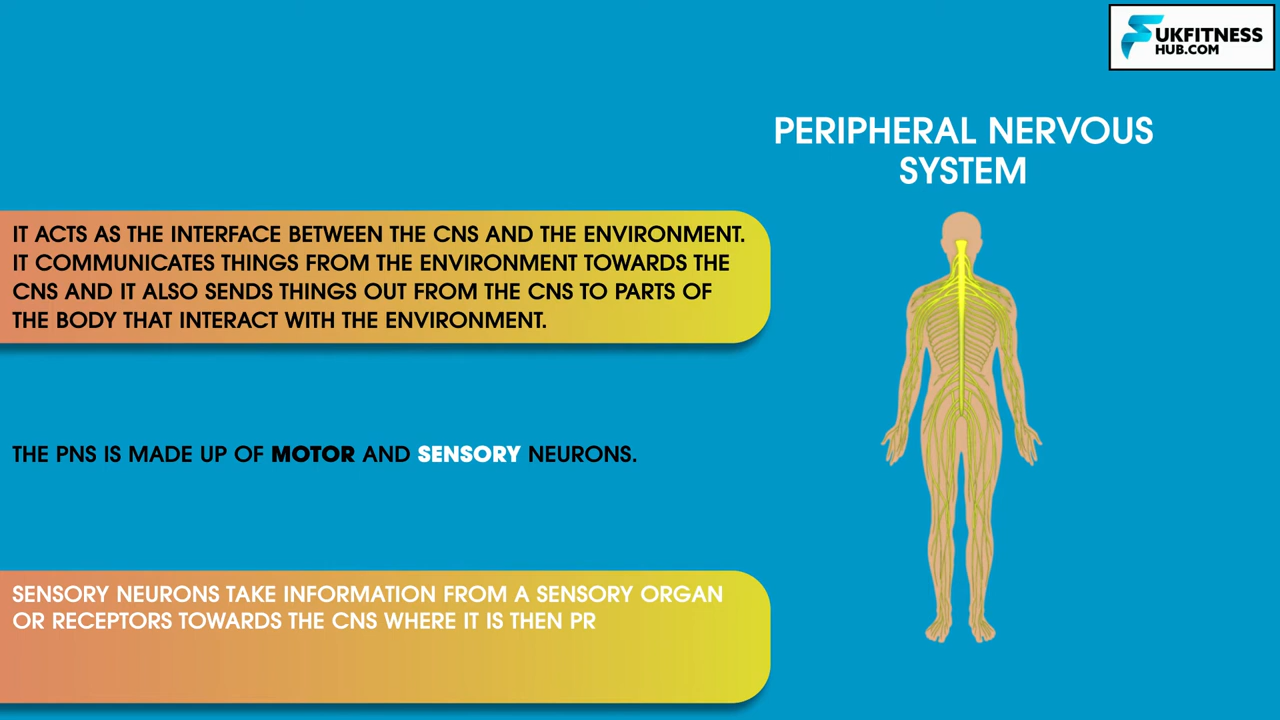 UKFITNESS
HUB.COM
PERIPHERAL NERVOUS
SYSTEM
IT ACTS AS THE INTERFACE BETWEEN THE CNS AND THE ENVIRONMENT.
IT COMMUNICATES THINGS FROM THE ENVIRONMENT TOWARDS THE
CNS AND IT ALSO SENDS THINGS OUT FROM THE CNS TO PARTS OF
THE BODY THAT INTERACT WITH THE ENVIRONMENT.
THE PNS IS MADE UP OF MOTOR AND SENSORY NEURONS.
SENSORY NEURONS TAKE INFORMATION FROM A SENSORY ORGAN
OR RECEPTORS TOWARDS THE CNS WHERE IT IS THEN PR